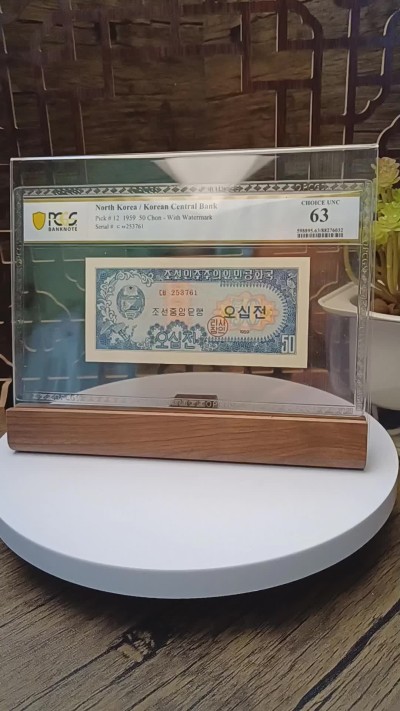 PCGS
BANKNOTE
North Korea / Korean Central Bank
Pick # 12 1959 50 Chon - With Watermark
CHOICE UNC
63
조선민주주의인민공화국
253761
조선중앙은행
오십전
오십전
50